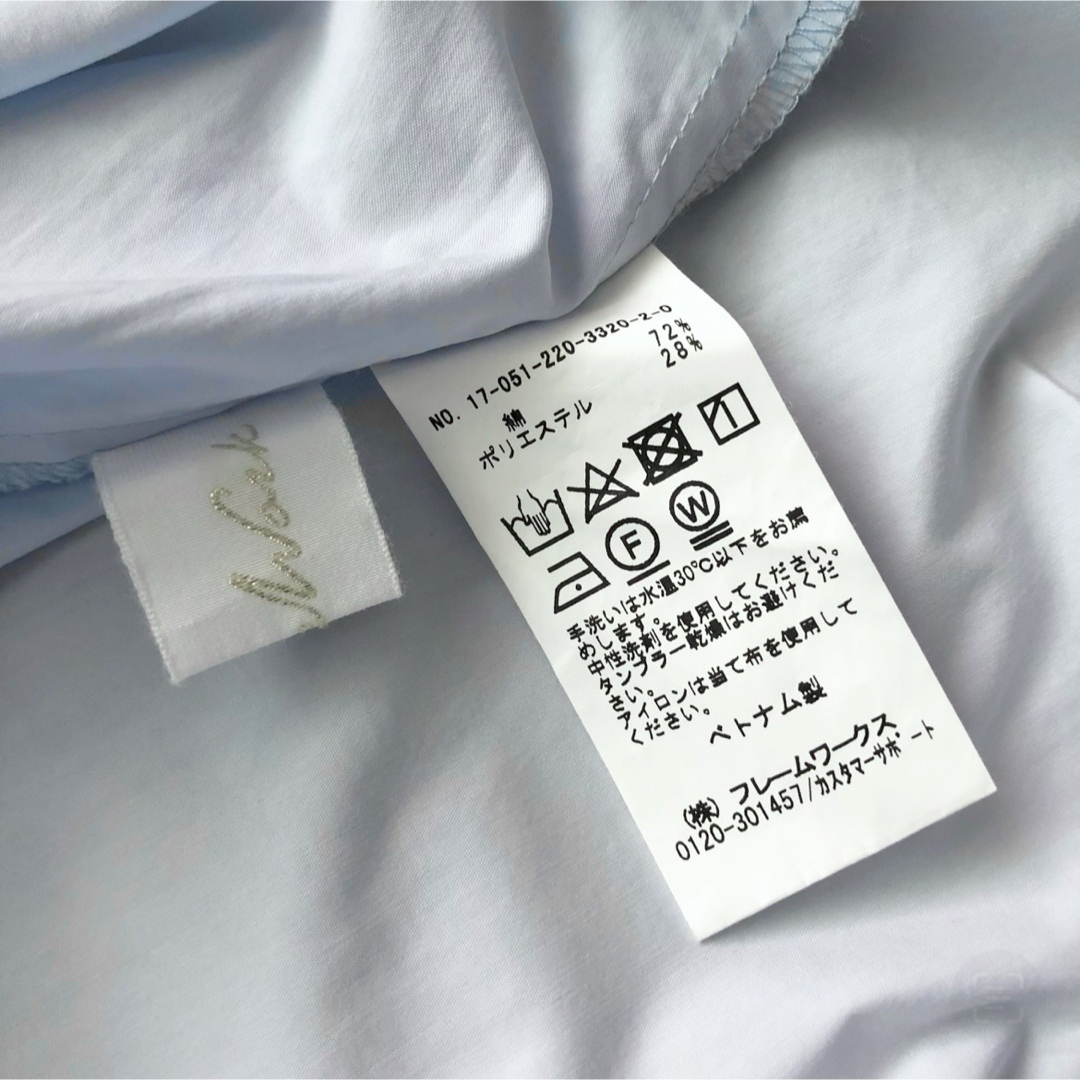 NO. 17-051-220-3320-2-0
綿 72%
ポリエステル 28%
F W
手洗いは水温30℃以下をお薦
めします。
中性洗剤を使用してください。
タンブラー乾燥はお避けくだ
さい。
アイロンは当て布を使用して
ください。
ベトナム製
(株) フレームワークス
0120-301457/カスタマーサポート